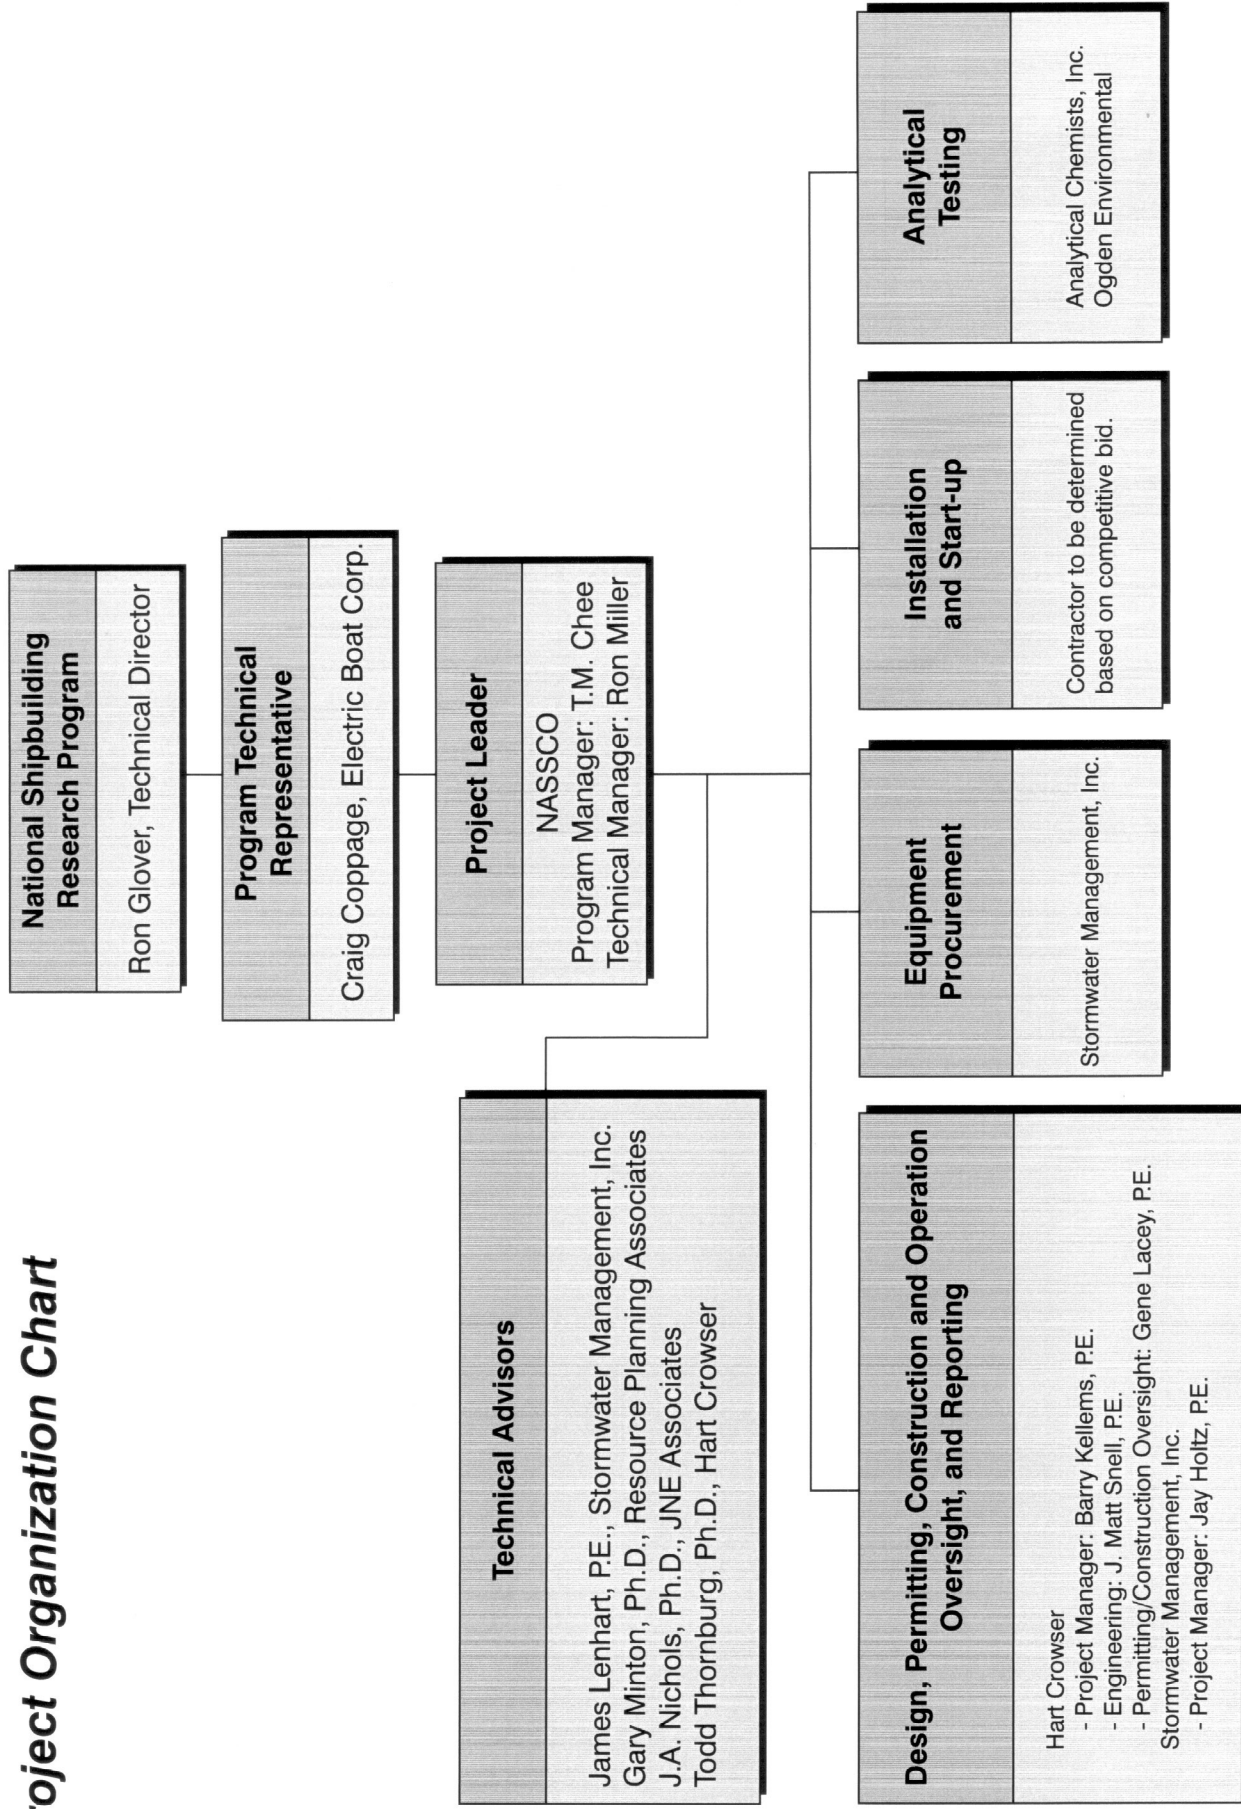 roject Organization Chart
National Shipbuilding
Research Program
Ron Glover, Technical Director
Program Technical
Representative
Craig Coppage, Electric Boat Corp.
Project Leader
NASSCO
Program Manager: T.M. Chee
Technical Manager: Ron Miller
Technical Advisors
James Lenhart, P.E., Stormwater Management, Inc.
Gary Minton, Ph.D., Resource Planning Associates
J.A. Nichols, Ph.D., JNE Associates
Todd Thornburg, Ph.D., Hart Crowser
Design, Permitting, Construction and Operation
Oversight, and Reporting
Hart Crowser
- Project Manager: Barry Kellems, P.E.
- Engineering: J. Matt Snell, P.E.
- Permitting/Construction Oversight: Gene Lacey, P.E.
Stormwater Management, Inc.
- Project Manager: Jay Holtz, P.E.
Equipment
Procurement
Stormwater Management, Inc.
Installation
and Start-up
Contractor to be determined
based on competitive bid.
Analytical
Testing
Analytical Chemists, Inc.
Ogden Environmental